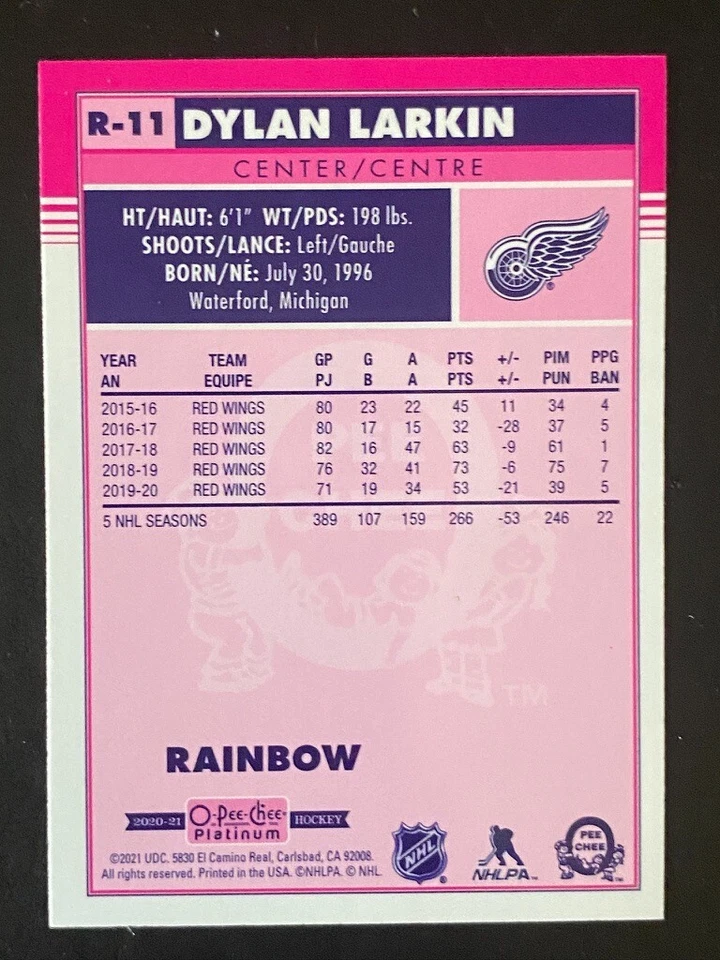 R-11 DYLAN LARKIN
CENTER/CENTRE
HT/HAUT: 6'1" WT/PDS: 198 lbs.
SHOOTS/LANCE: Left/Gauche
BORN/NÉ: July 30, 1996
Waterford, Michigan
®
YEAR TEAM GP G A PTS +/- PIM PPG
AN EQUIPE PJ B A PTS +/- PUN BAN
2015-16 RED WINGS 80 23 22 45 11 34 4
2016-17 RED WINGS 80 17 15 32 -28 37 5
2017-18 RED WINGS 82 16 47 63 -9 61 1
2018-19 RED WINGS 76 32 41 73 -6 75 7
2019-20 RED WINGS 71 19 34 53 -21 39 5
5 NHL SEASONS 389 107 159 266 -53 246 22
TM
RAINBOW
2020-21 O-Pee-Chee® HOCKEY
Platinum
©2021 UDC. 5830 El Camino Real, Carlsbad, CA 92008.
All rights reserved. Printed in the USA. ©NHLPA. © NHL.
NHL ®
NHLPA™
PEE
CHEE ™